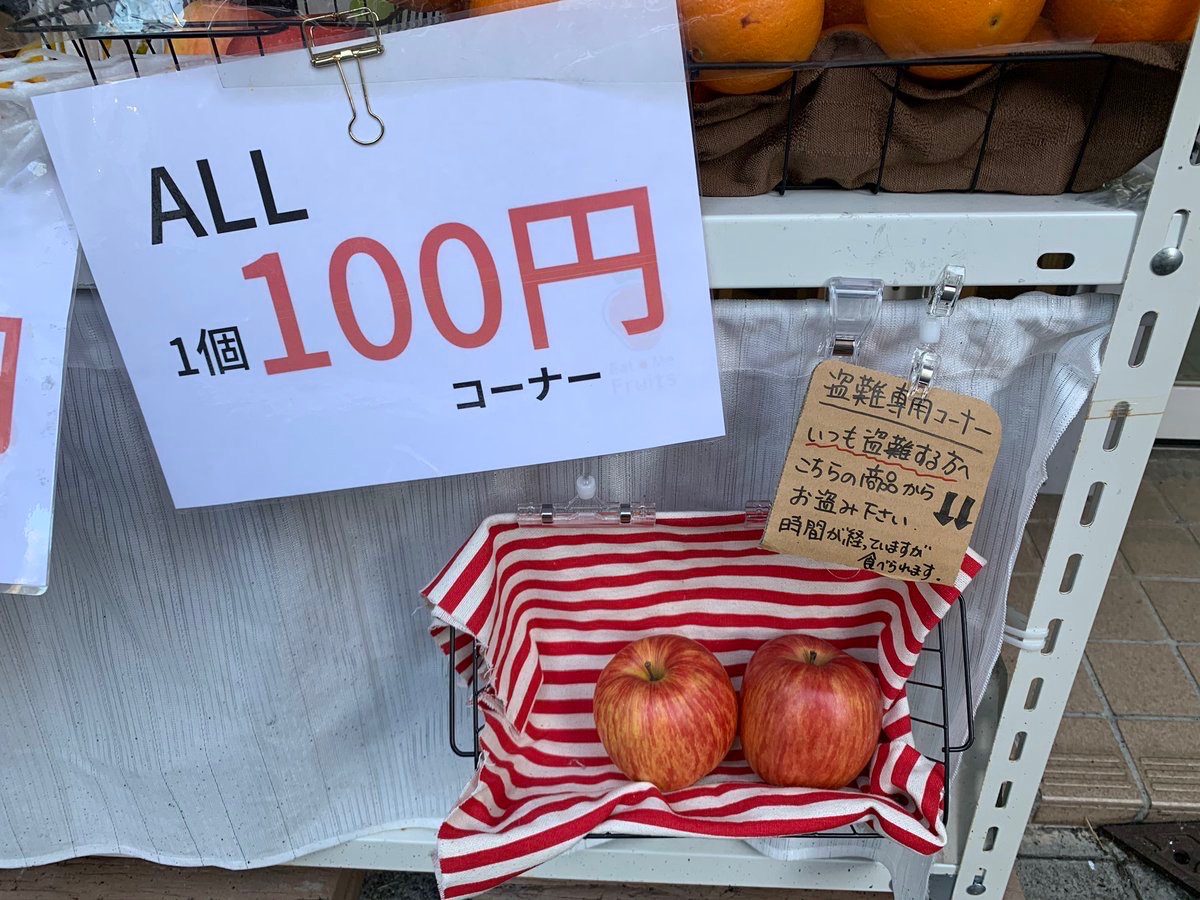 ALL
1個100円
コーナー
Eat the
Fruits
盗難専用コーナー
いつも盗難する方へ
こちらの商品から
お盗み下さい.
時間が経っていますが
食べられます.